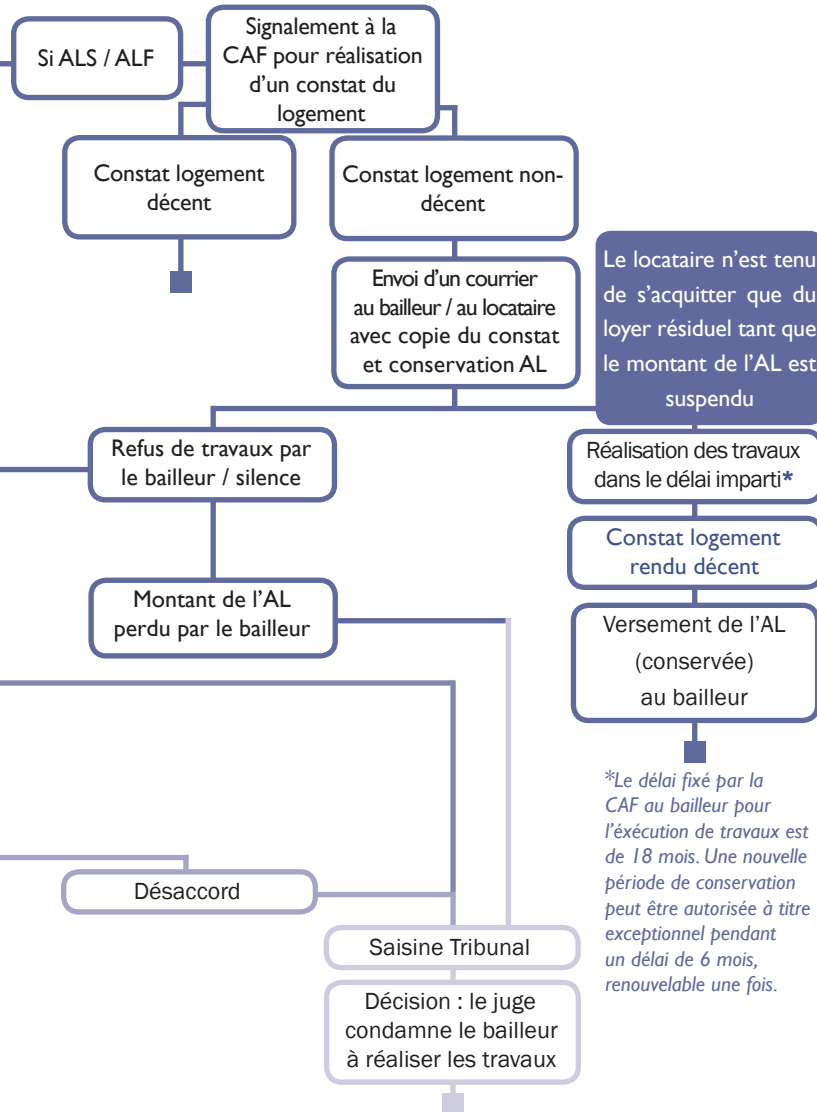 Si ALS / ALF
Signalement à la
CAF pour réalisation
d'un constat du
logement
Constat logement
décent
Constat logement non-
décent
Envoi d'un courrier
au bailleur / au locataire
avec copie du constat
et conservation AL
Le locataire n'est tenu
de s'acquitter que du
loyer résiduel tant que
le montant de l'AL est
suspendu
Refus de travaux par
le bailleur / silence
Réalisation des travaux
dans le délai imparti*
Constat logement
rendu décent
Montant de l'AL
perdu par le bailleur
Versement de l'AL
(conservée)
au bailleur
*Le délai fixé par la
CAF au bailleur pour
l'éxécution de travaux est
de 18 mois. Une nouvelle
période de conservation
peut être autorisée à titre
exceptionnel pendant
un délai de 6 mois,
renouvelable une fois.
Désaccord
Saisine Tribunal
Décision : le juge
condamne le bailleur
à réaliser les travaux